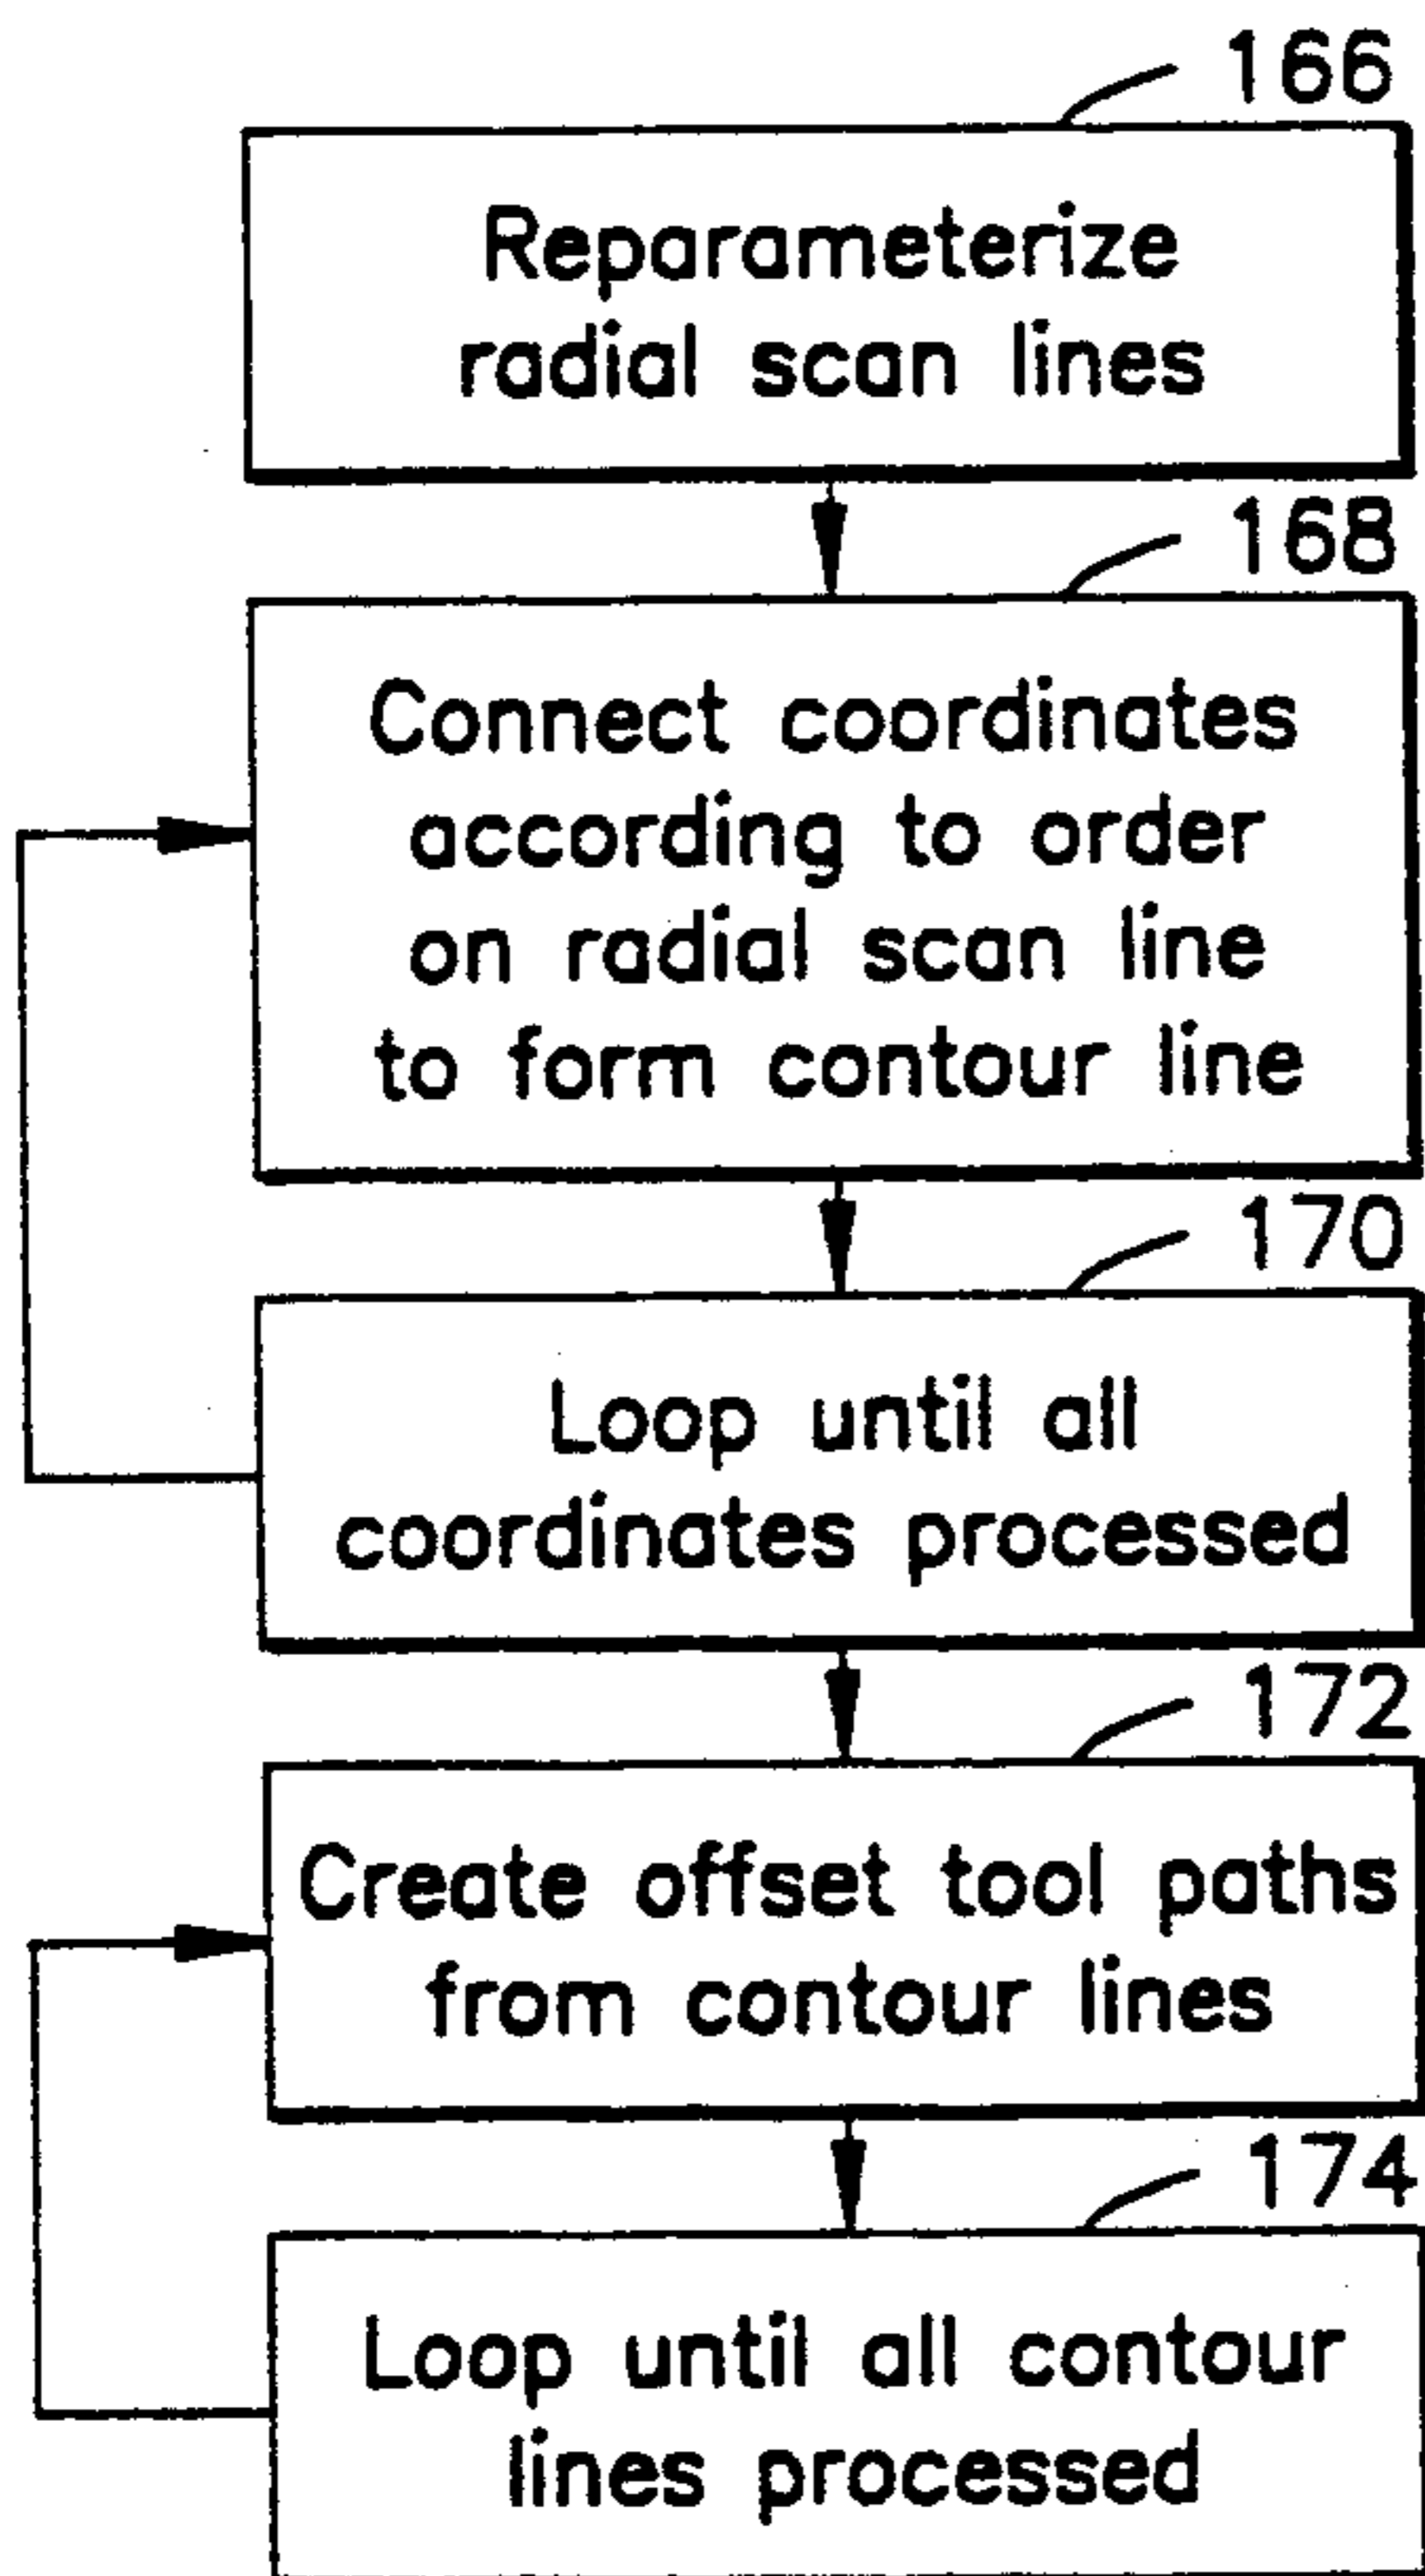 166
Reparameterize
radial scan lines
168
Connect coordinates
according to order
on radial scan line
to form contour line
170
Loop until all
coordinates processed
172
Create offset tool paths
from contour lines
174
Loop until all contour
lines processed